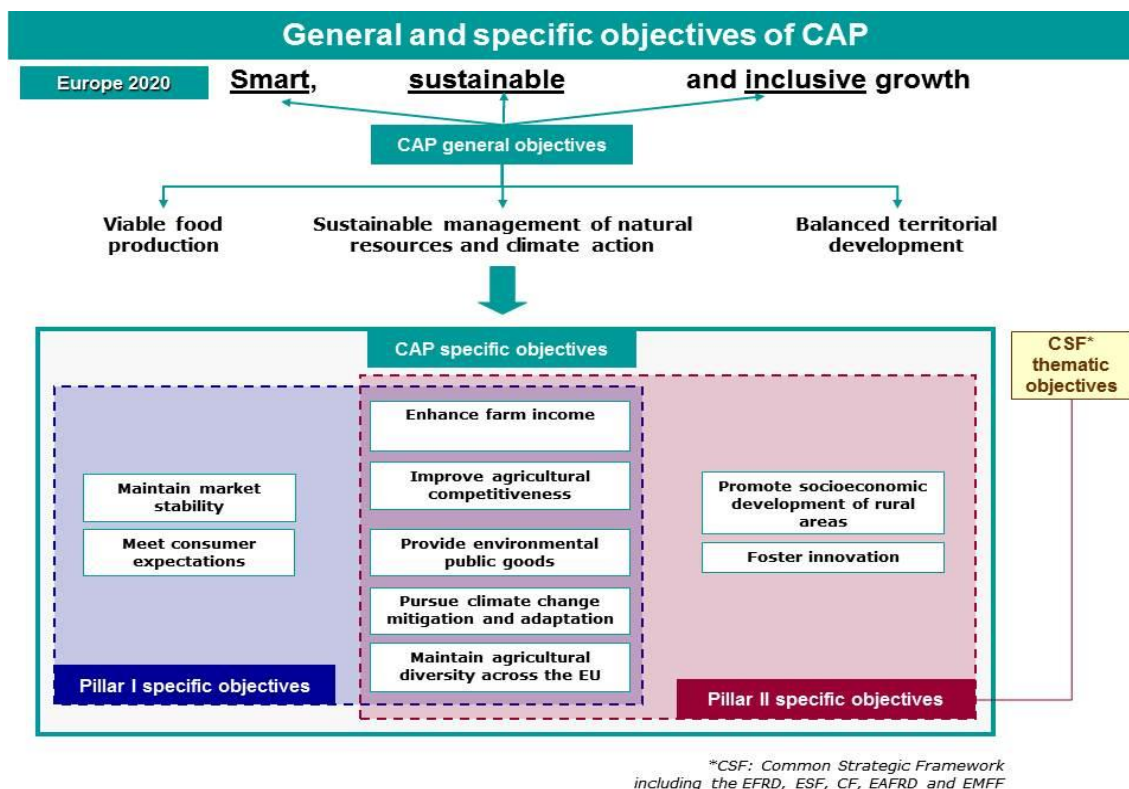 General and specific objectives of CAP
Europe 2020
Smart, sustainable and inclusive growth
CAP general objectives
Viable food
production
Sustainable management of natural
resources and climate action
Balanced territorial
development
CAP specific objectives
CSF*
thematic
objectives
Enhance farm income
Improve agricultural
competitiveness
Provide environmental
public goods
Pursue climate change
mitigation and adaptation
Maintain agricultural
diversity across the EU
Maintain market
stability
Meet consumer
expectations
Promote socioeconomic
development of rural
areas
Foster innovation
Pillar I specific objectives
Pillar II specific objectives
*CSF: Common Strategic Framework
including the EFRD, ESF, CF, EAFRD and EMFF